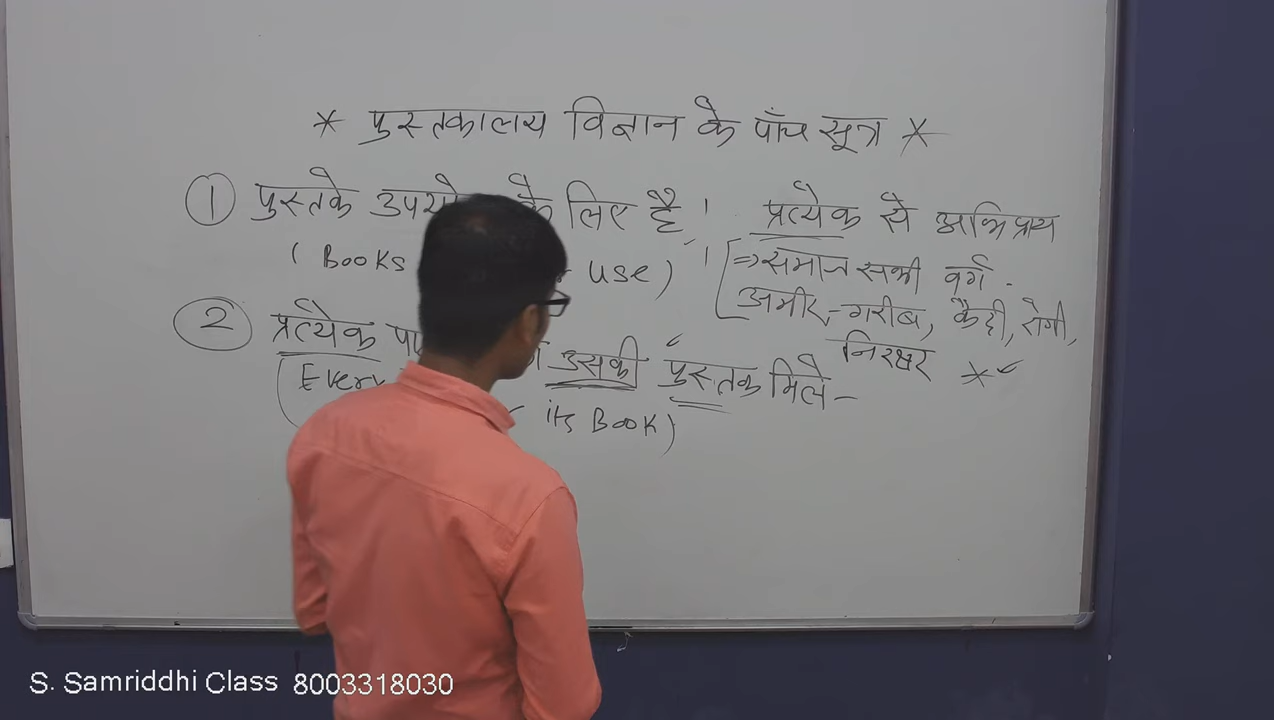 * पुस्तकालय विज्ञान के पाँच सूत्र *
① पुस्तके के लिए है ।
( Books use )
② प्रत्येक उसकी पुस्तक मिले -
( Every its Book )
प्रत्येक से अभिप्राय
⇒ समान सभी वर्ग .
अमीर, - गरीब, कैदी, रोगी,
निरक्षर *
S. Samriddhi Class 8003318030